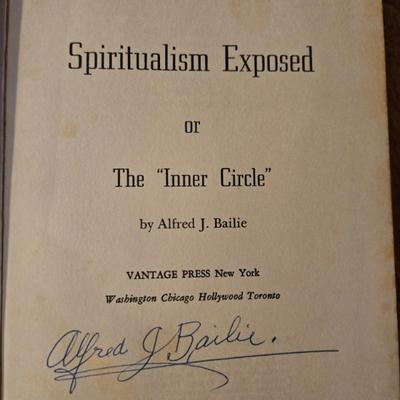 Spiritualism Exposed
or
The "Inner Circle"
by Alfred J. Bailie
VANTAGE PRESS New York
Washington Chicago Hollywood Toronto
Alfred J Bailie.